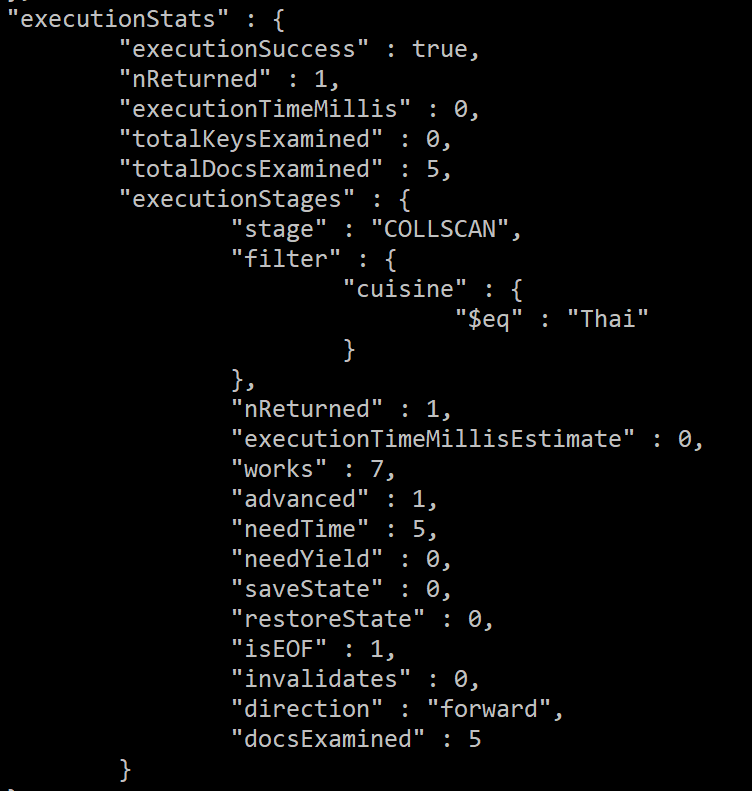 "executionStats" : {
"executionSuccess" : true,
"nReturned" : 1,
"executionTimeMillis" : 0,
"totalKeysExamined" : 0,
"totalDocsExamined" : 5,
"executionStages" : {
"stage" : "COLLSCAN",
"filter" : {
"cuisine" : {
"$eq" : "Thai"
}
},
"nReturned" : 1,
"executionTimeMillisEstimate" : 0,
"works" : 7,
"advanced" : 1,
"needTime" : 5,
"needYield" : 0,
"saveState" : 0,
"restoreState" : 0,
"isEOF" : 1,
"invalidates" : 0,
"direction" : "forward",
"docsExamined" : 5
}